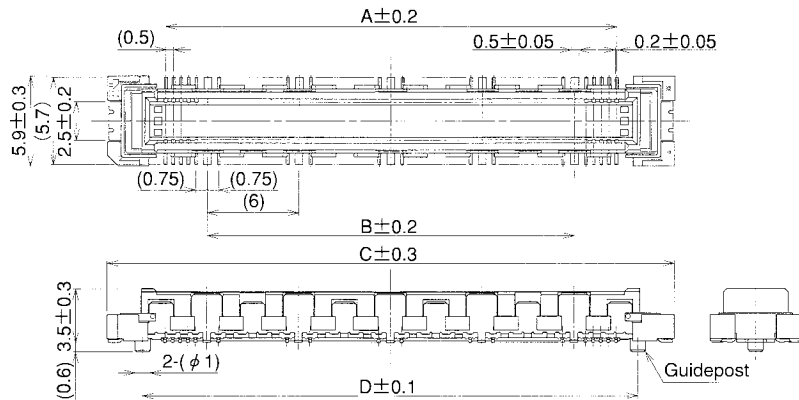 A±0.2
(0.5)
0.5±0.05
0.2±0.05
5.9±0.3
(5.7)
2.5±0.2
(0.75)
(0.75)
(6)
B±0.2
C±0.3
3.5±0.3
(0.6)
2-(φ1)
D±0.1
Guidepost